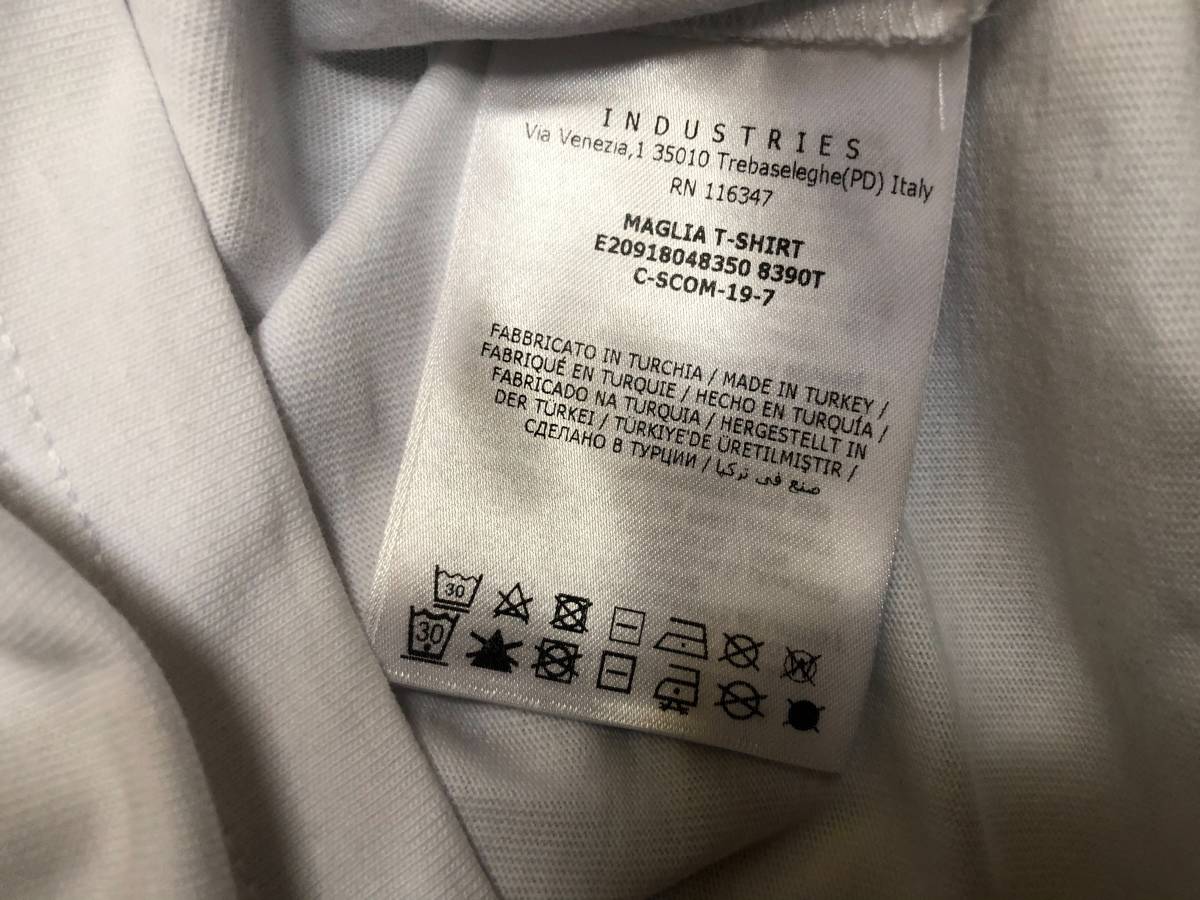 INDUSTRIES
Via Venezia,1 35010 Trebaseleghe(PD) Italy
RN 116347
MAGLIA T-SHIRT
E20918048350 8390T
C-SCOM-19-7
FABBRICATO IN TURCHIA / MADE IN TURKEY /
FABRIQUÉ EN TURQUIE / HECHO EN TURQUÍA /
FABRICADO NA TURQUIA / HERGESTELLT IN
DER TÜRKEI / TÜRKIYE'DE ÜRETILMIŞTIR /
СДЕЛАНО В ТУРЦИИ / صنع في تركيا
30
W
30